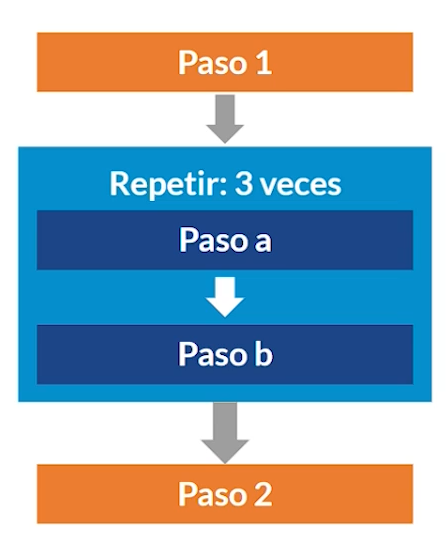 Paso 1
Repetir: 3 veces
Paso a
Paso b
Paso 2